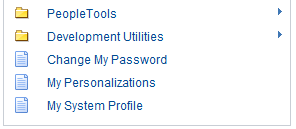 PeopleTools
Development Utilities
Change My Password
My Personalizations
My System Profile